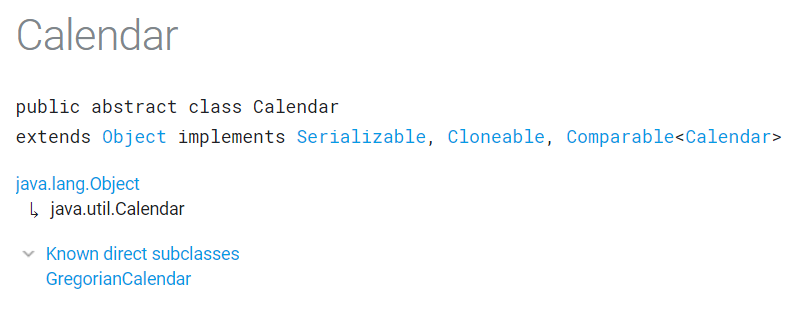 Calendar
public abstract class Calendar
extends Object implements Serializable, Cloneable, Comparable<Calendar>
java.lang.Object
↳ java.util.Calendar
Known direct subclasses
GregorianCalendar